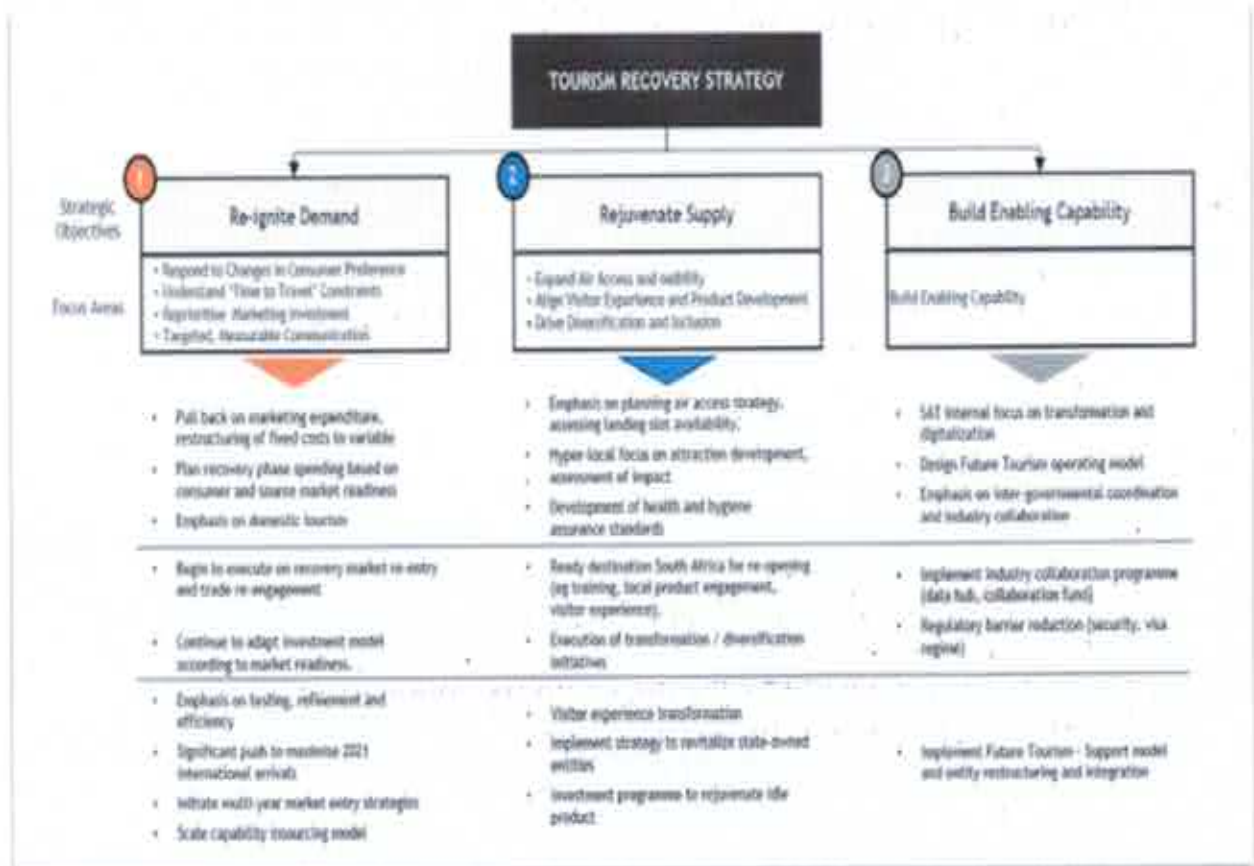 TOURISM RECOVERY STRATEGY
1
2
3
Strategic
Objectives
Re-ignite Demand
Rejuvenate Supply
Build Enabling Capability
Focus Areas
• Respond to Changes in Consumer Preference
• Understand "Time to Travel" Constraints
• Reprioritise Marketing Investment
• Targeted, Measurable Communication
• Expand Air Access and
• Align Visitor Experience and Product Development
• Drive Diversification and Inclusion
Build Enabling Capability
• Pull back on marketing expenditure,
restructuring of fixed costs to variable
• Plan recovery phase spending based on
consumer and source market readiness
• Emphasis on domestic tourism
• Emphasis on planning air access strategy,
assessing landing slot availability.
• Hyper-local focus on attraction development,
assessment of impact
• Development of health and hygiene
assurance standards
• SAT internal focus on transformation and
digitalization
• Design Future Tourism operating model
• Emphasis on inter-governmental coordination
and industry collaboration
• Begin to execute on recovery market re-entry
and trade re-engagement
• Continue to adapt investment model
according to market readiness.
• Ready destination South Africa for re-opening
(eg training, local product engagement,
visitor experience).
• Execution of transformation / diversification
initiatives
• Implement industry collaboration programme
(data hub, collaboration fund)
• Regulatory barrier reduction (security, visa
regime)
• Emphasis on testing, refinement and
efficiency
• Significant push to maximise 2021
international arrivals
• Initiate multi-year market entry strategies
• Scale capability insourcing model
• Visitor experience transformation
• Implement strategy to revitalize state-owned
entities
• Investment programme to rejuvenate idle
product
• Implement Future Tourism - Support model
and entity restructuring and integration